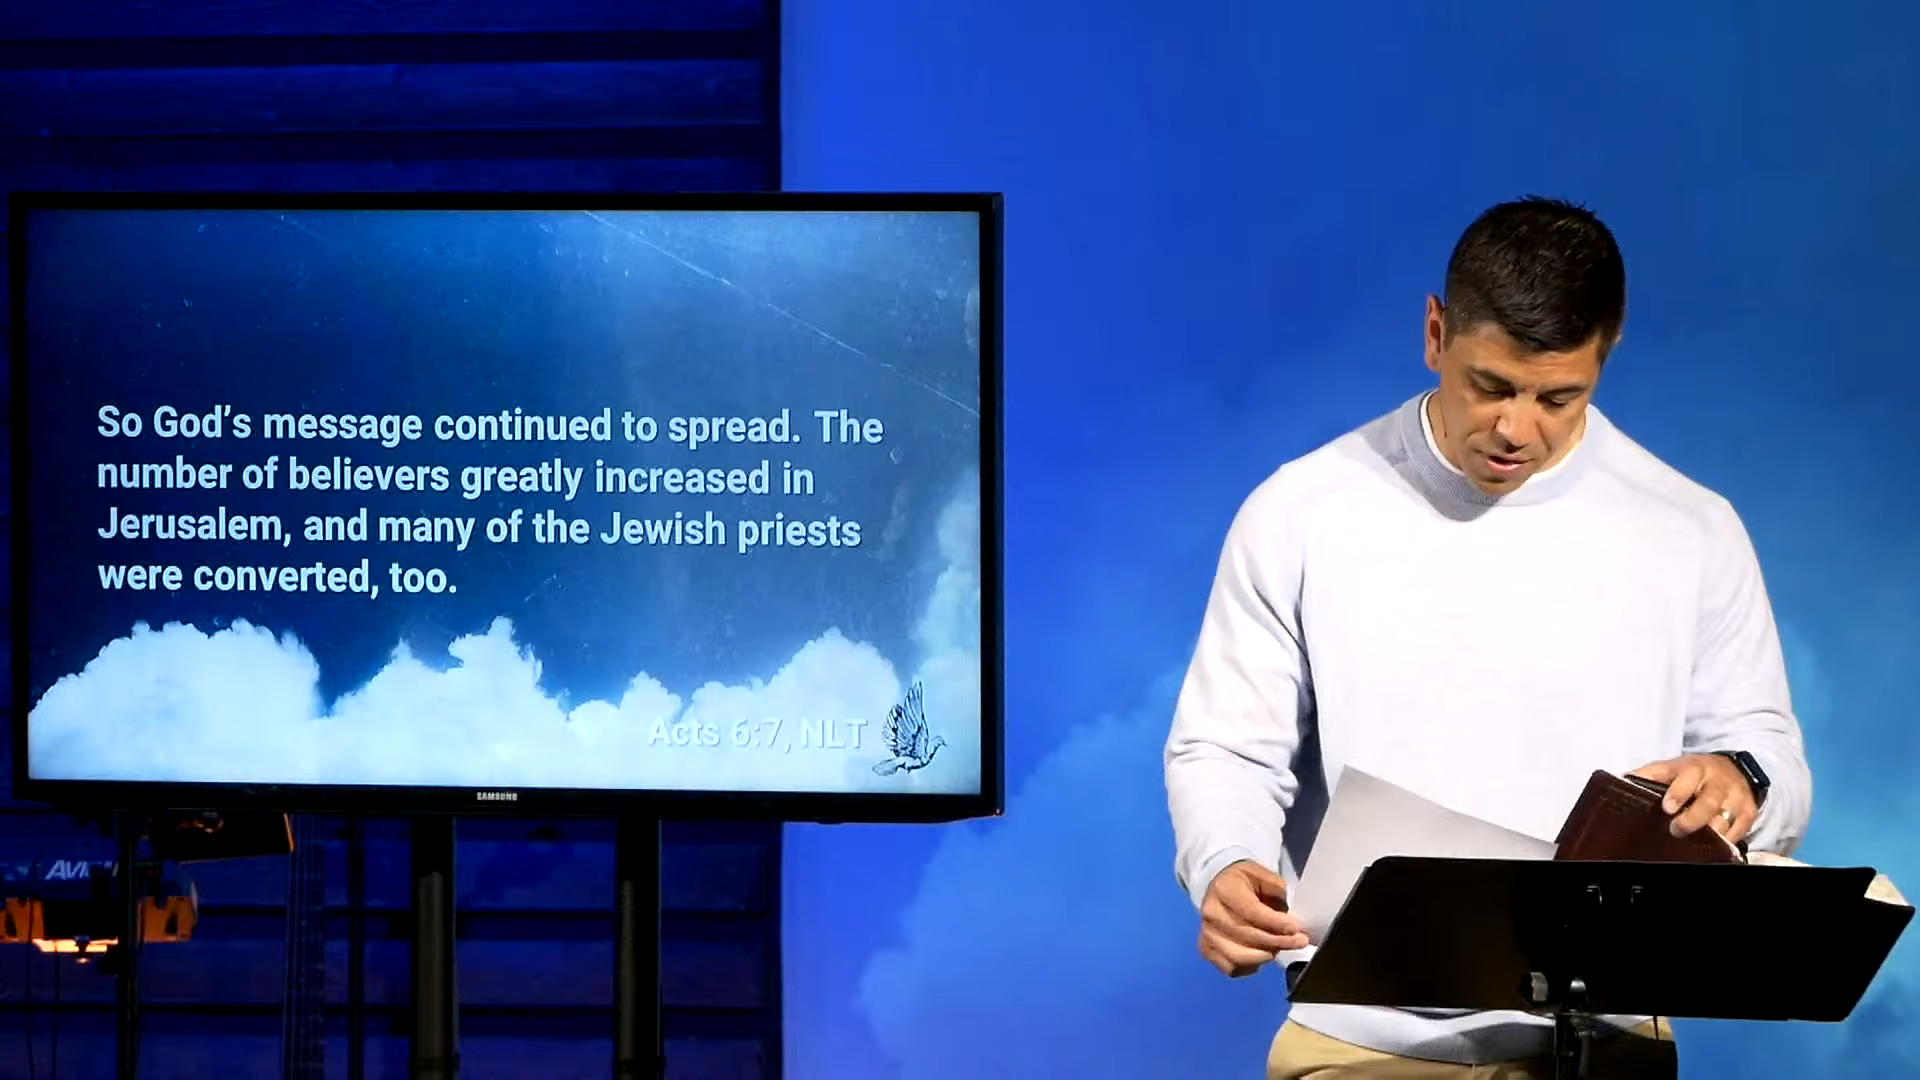 So God’s message continued to spread. The
number of believers greatly increased in
Jerusalem, and many of the Jewish priests
were converted, too.
Acts 6:7, NLT
SAMSUNG